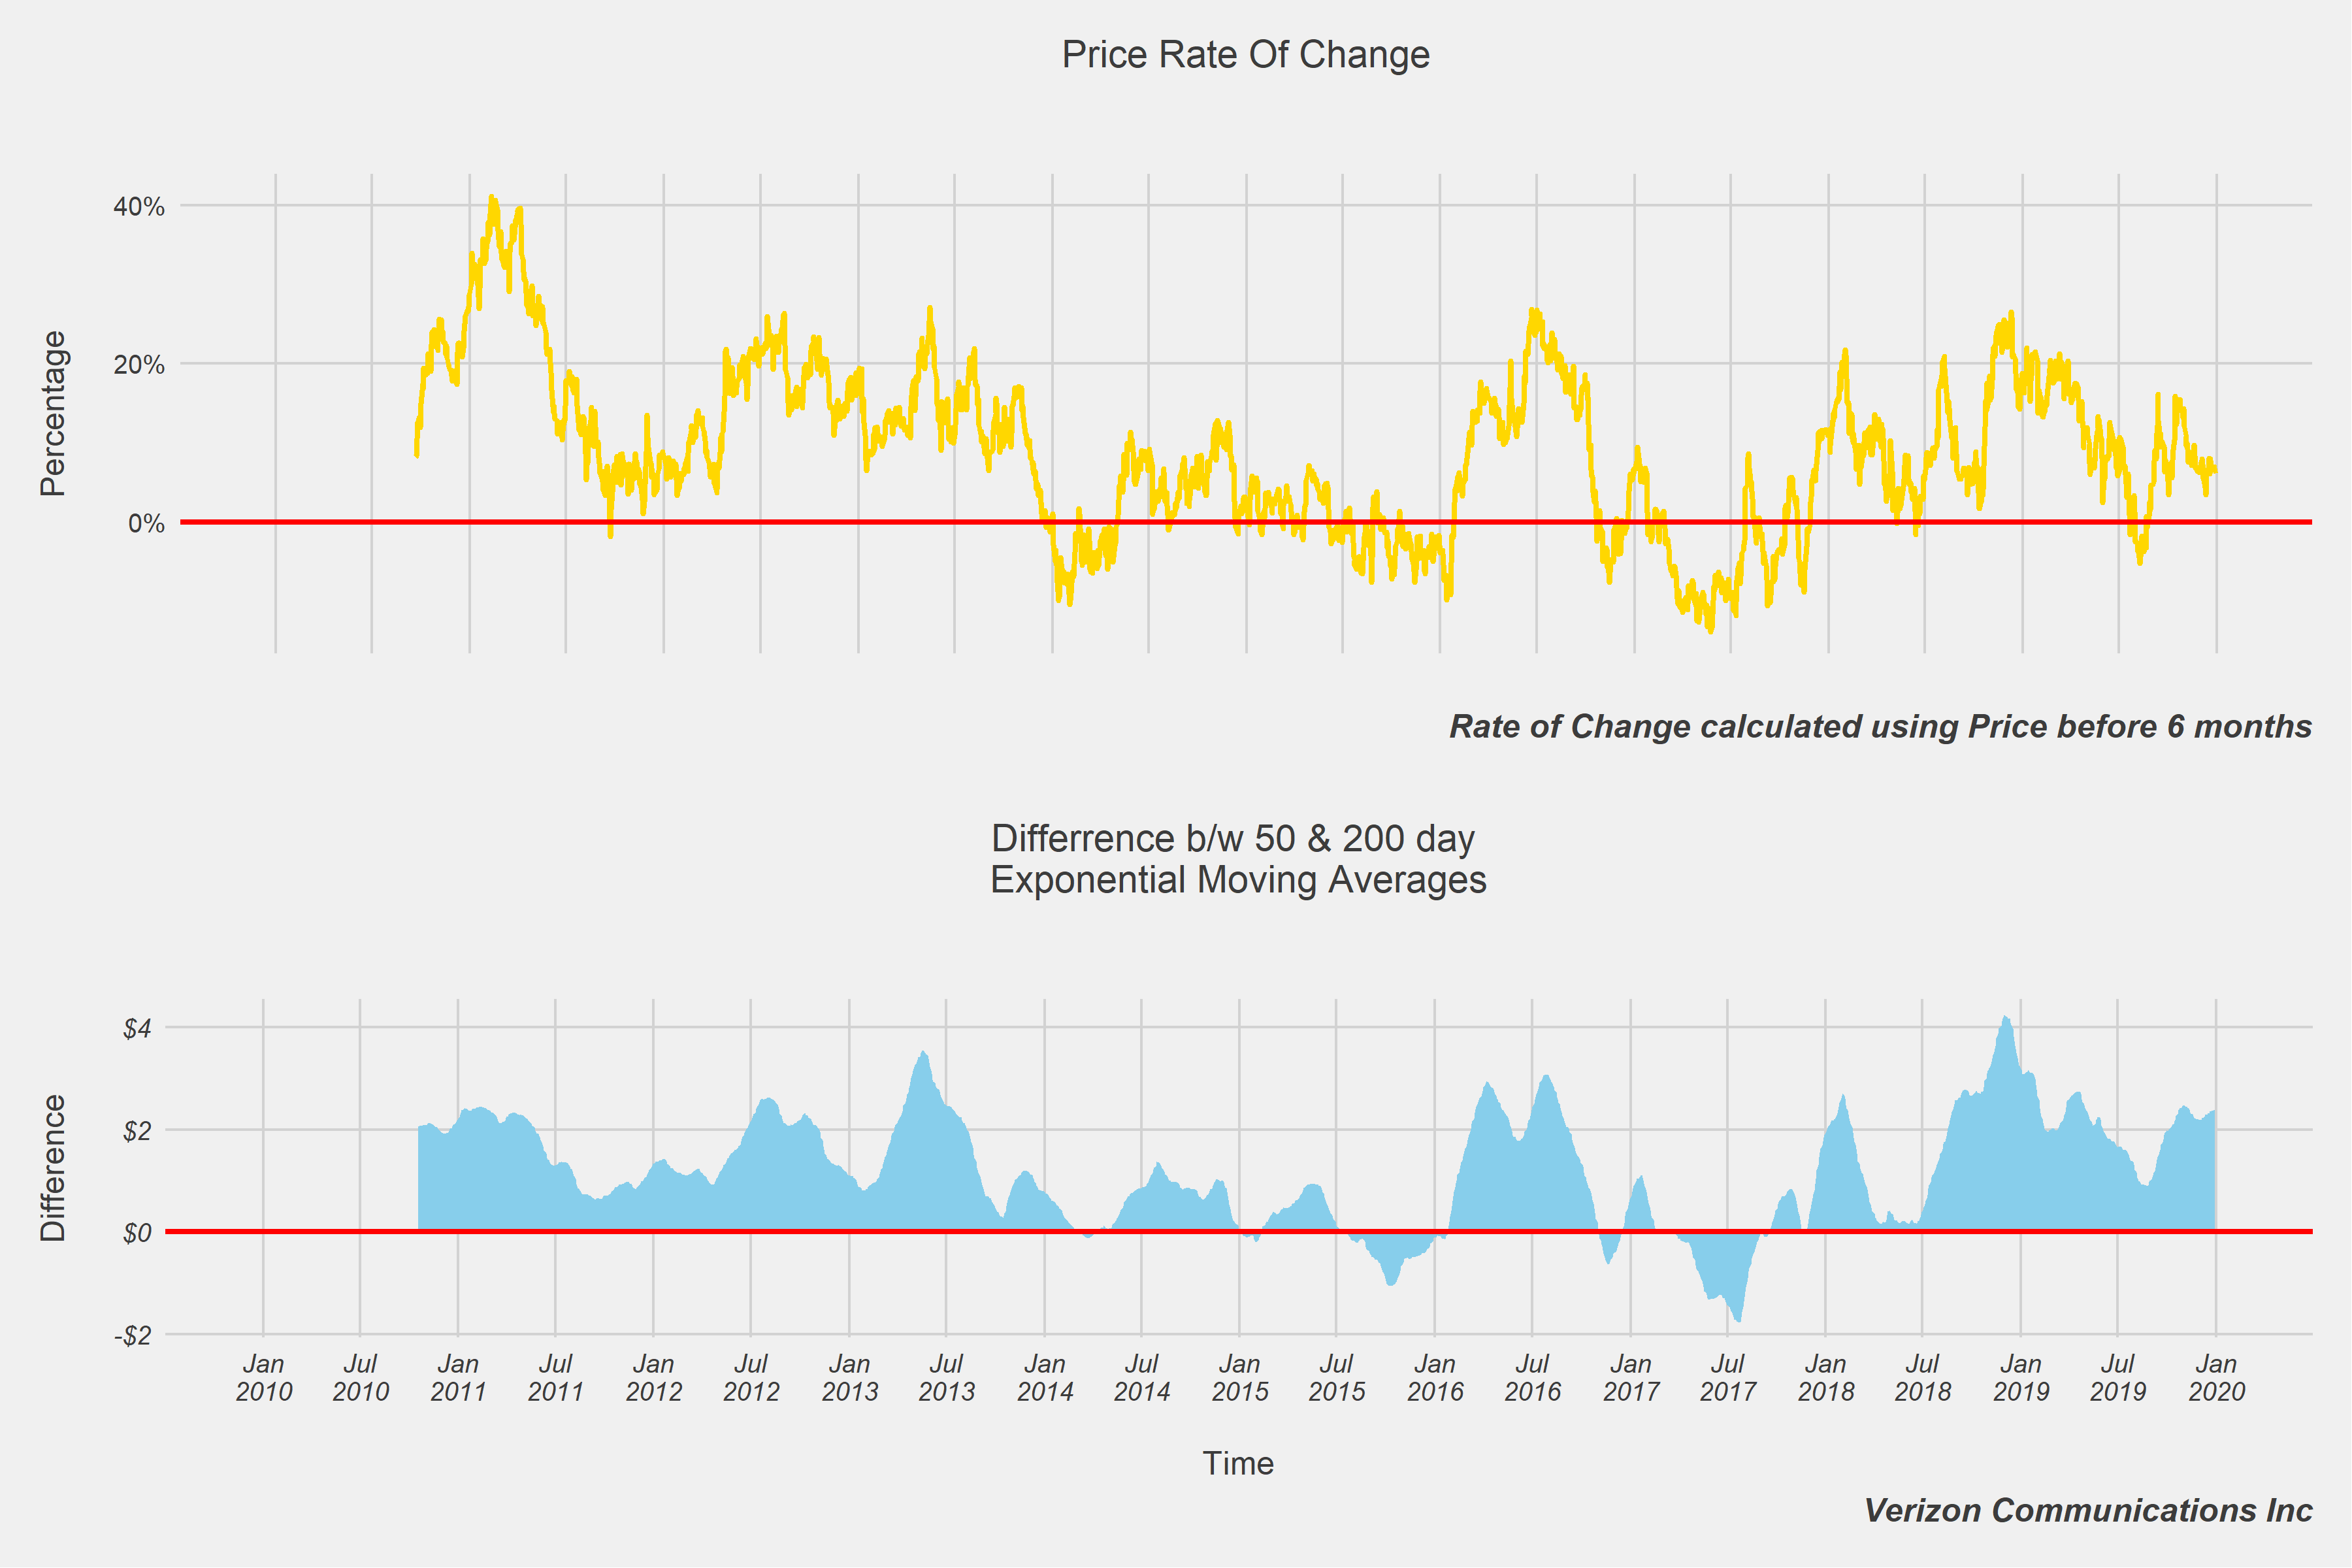 Price Rate Of Change
Percentage
40%
20%
0%
Rate of Change calculated using Price before 6 months
Differrence b/w 50 & 200 day
Exponential Moving Averages
Difference
$4
$2
$0
-$2
Jan Jul Jan Jul Jan Jul Jan Jul Jan Jul Jan Jul Jan Jul Jan Jul Jan Jul Jan Jul Jan
2010 2010 2011 2011 2012 2012 2013 2013 2014 2014 2015 2015 2016 2016 2017 2017 2018 2018 2019 2019 2020
Time
Verizon Communications Inc